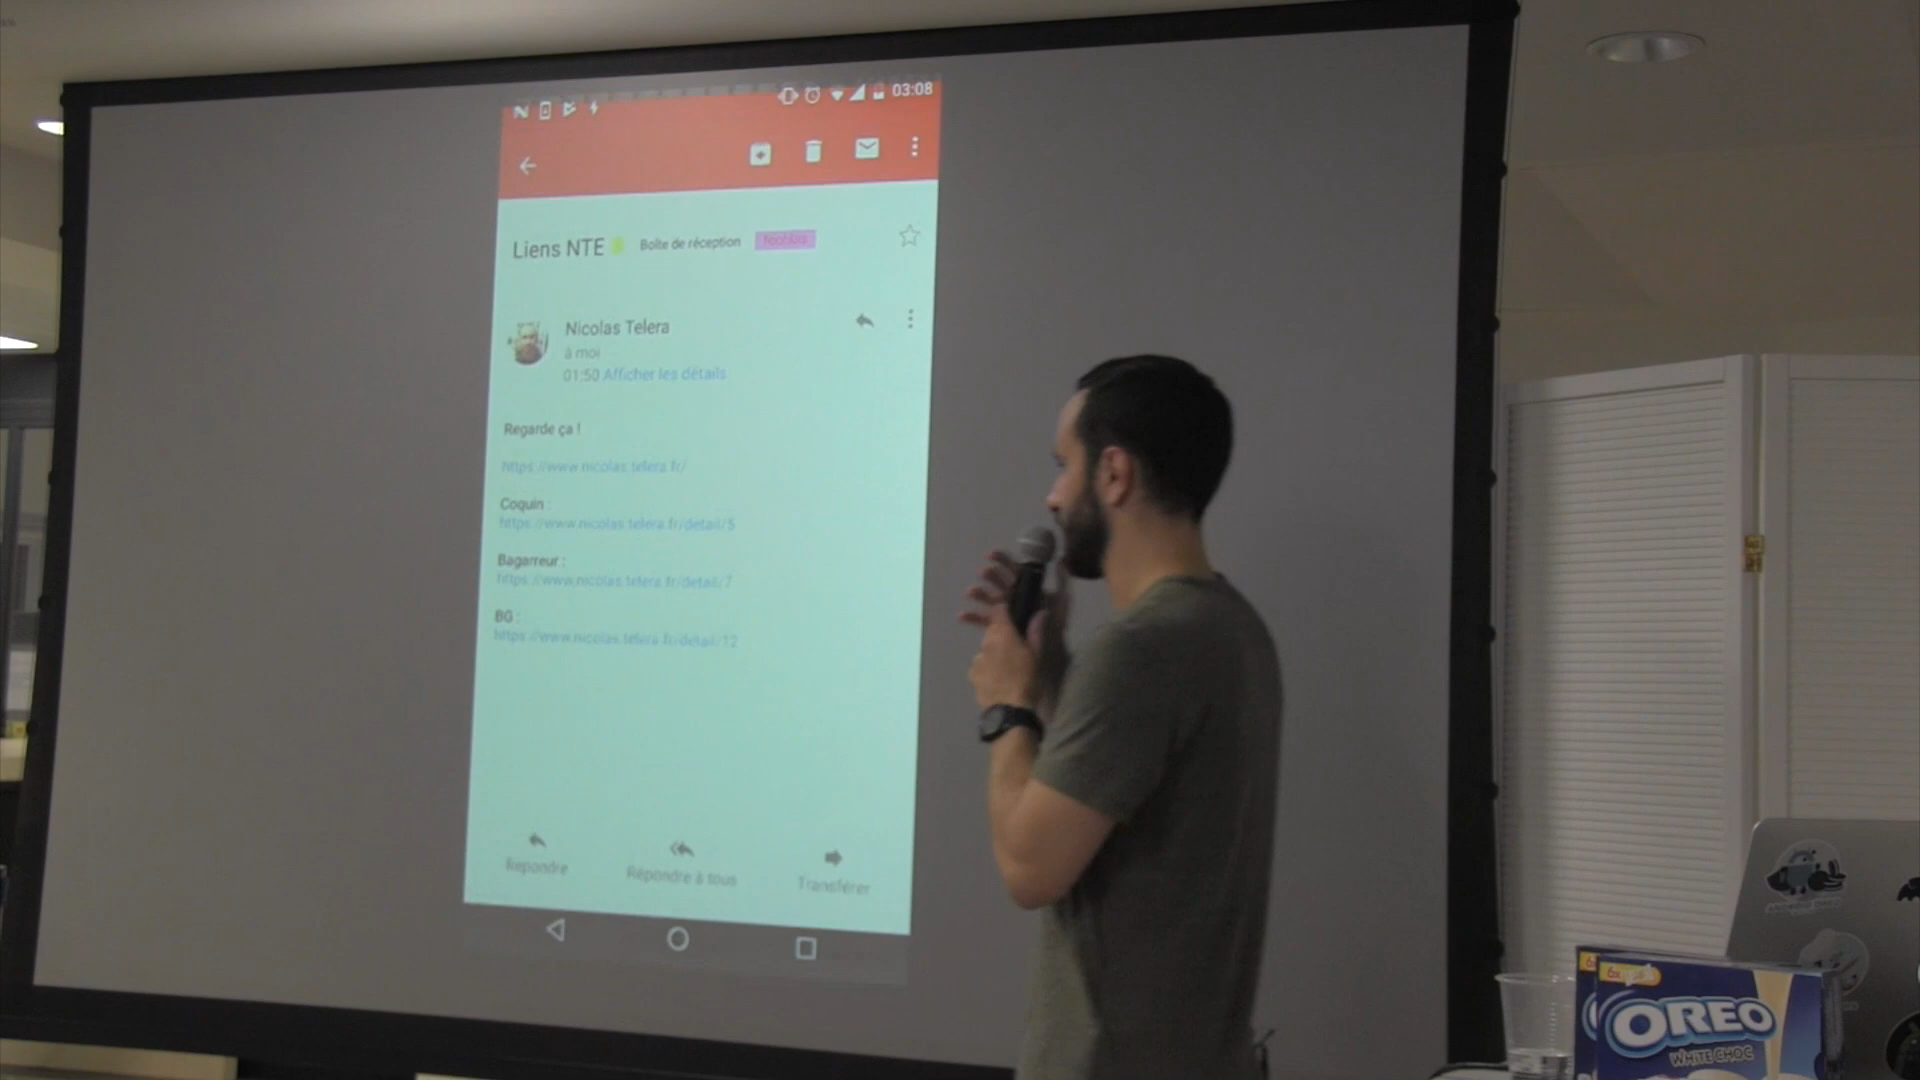 03:08
Liens NTE Boîte de réception
Nicolas Telera
à moi
01:50 Afficher les détails
Regarde ça !
https://www.nicolas.telera.fr/
Coquin :
https://www.nicolas.telera.fr/detail/5
Bagarreur :
https://www.nicolas.telera.fr/detail/7
BG :
https://www.nicolas.telera.fr/detail/12
Répondre
Répondre à tous
Transférer
6x
OREO
WHITE CHOC